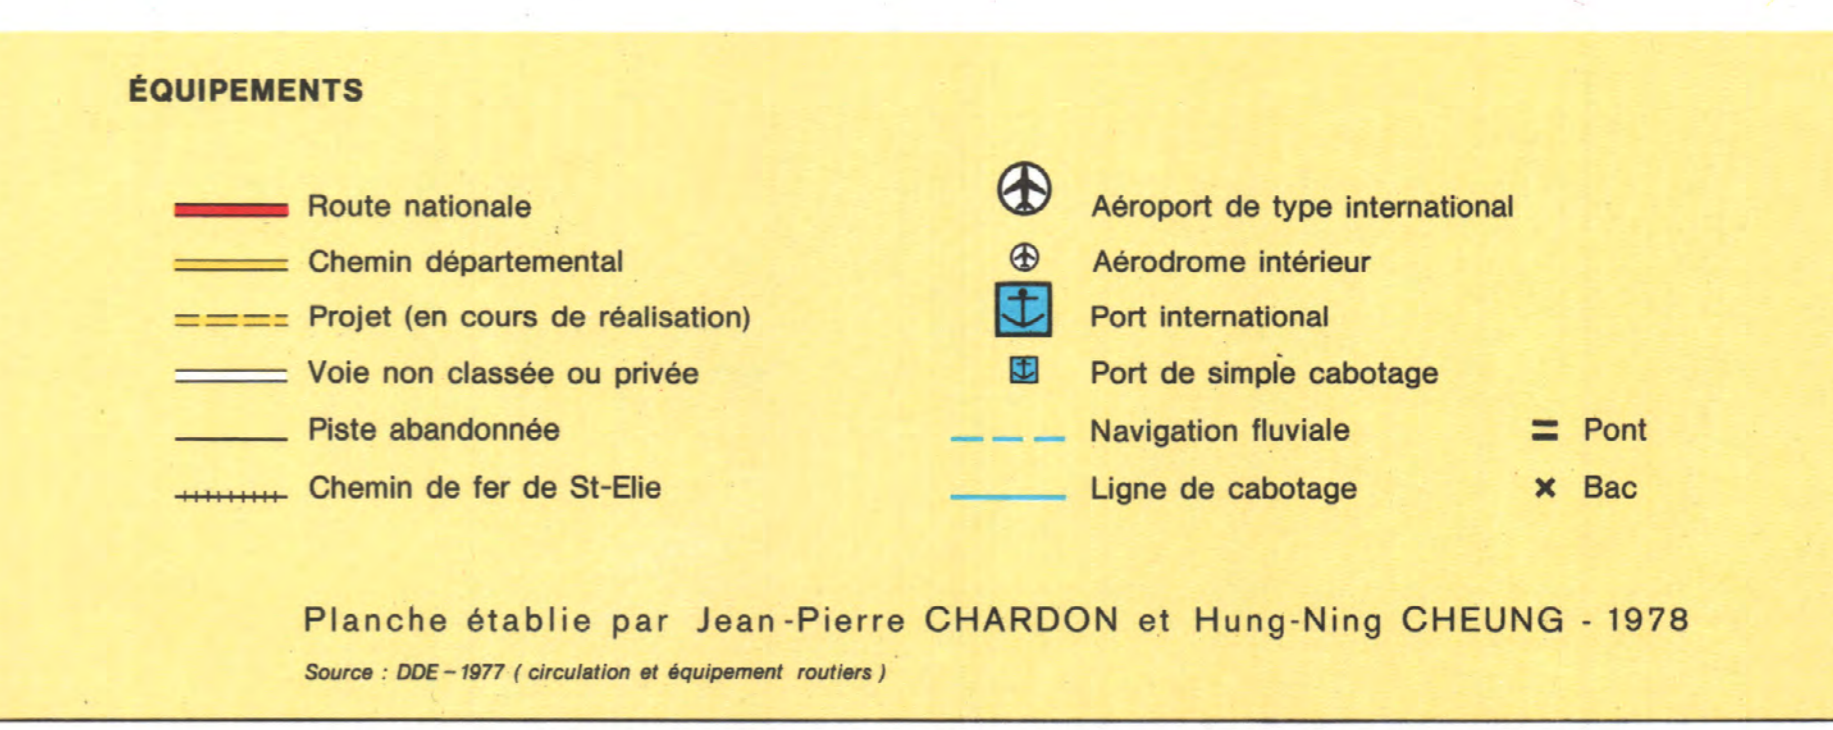 ÉQUIPEMENTS
Route nationale
Chemin départemental
Projet (en cours de réalisation)
Voie non classée ou privée
Piste abandonnée
Chemin de fer de St-Elie
Aéroport de type international
Aérodrome intérieur
Port international
Port de simple cabotage
Navigation fluviale
Ligne de cabotage
Pont
Bac
Planche établie par Jean-Pierre CHARDON et Hung-Ning CHEUNG - 1978
Source : DDE – 1977 ( circulation et équipement routiers )